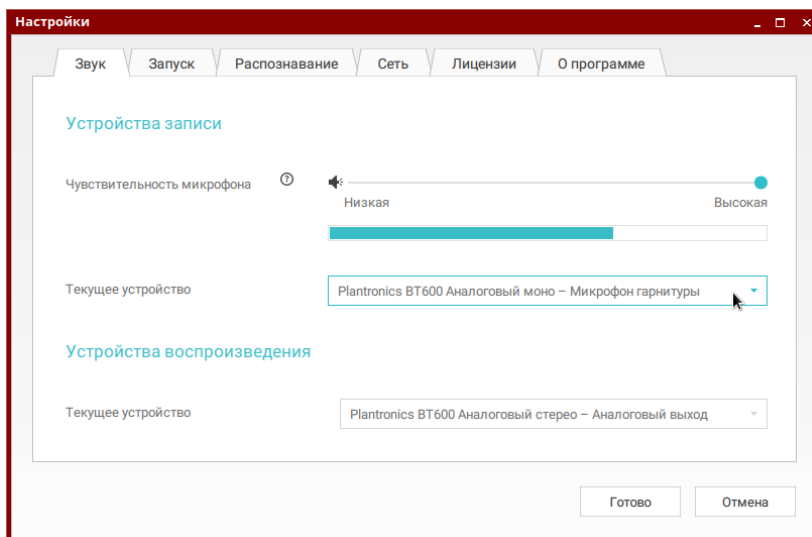 Настройки
Звук Запуск Распознавание Сеть Лицензии О программе
Устройства записи
Чувствительность микрофона ?
Низкая Высокая
Текущее устройство Plantronics BT600 Аналоговый моно – Микрофон гарнитуры
Устройства воспроизведения
Текущее устройство Plantronics BT600 Аналоговый стерео – Аналоговый выход
Готово Отмена